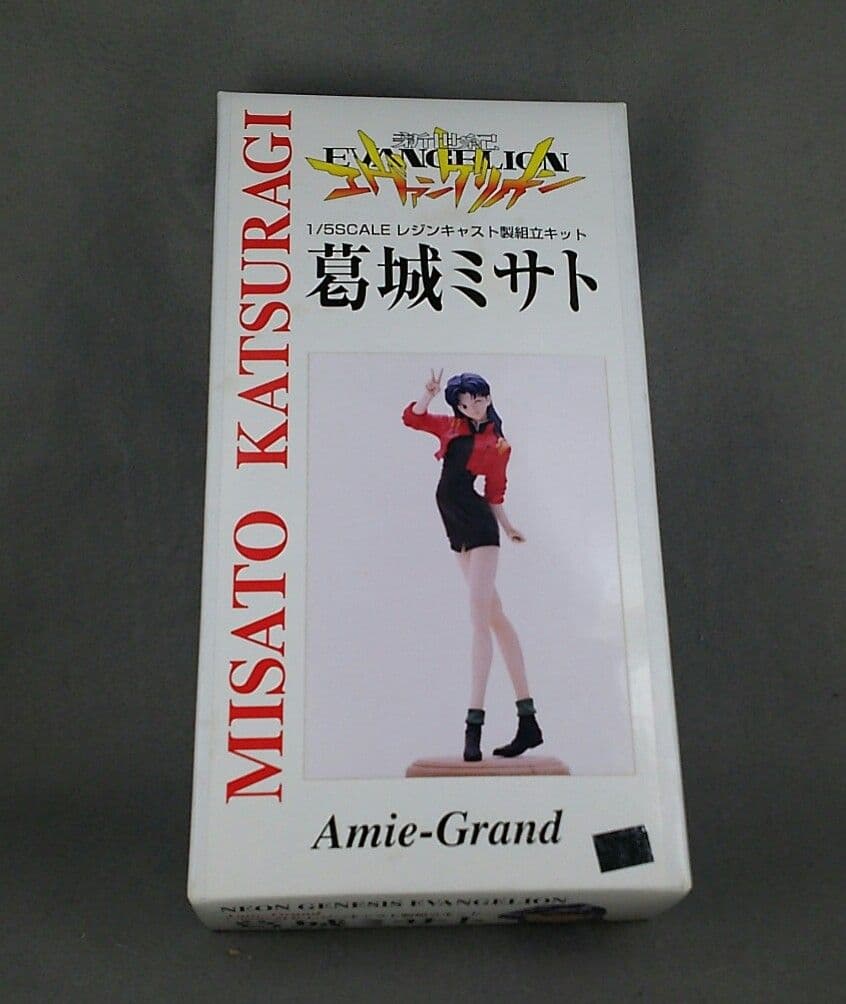 MISATO KATSURAGI
新世紀
EVANGELION
エヴァンゲリオン
1/5SCALE レジンキャスト製組立キット
葛城ミサト
Amie-Grand
NEON GENESIS EVANGELION